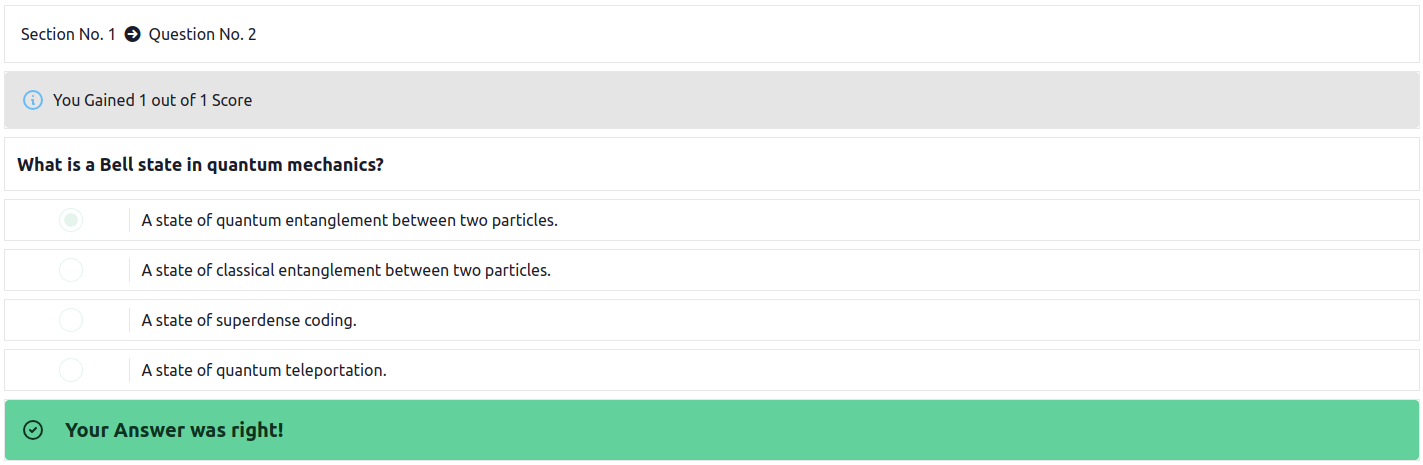 Section No. 1 Question No. 2
You Gained 1 out of 1 Score
What is a Bell state in quantum mechanics?
A state of quantum entanglement between two particles.
A state of classical entanglement between two particles.
A state of superdense coding.
A state of quantum teleportation.
Your Answer was right!